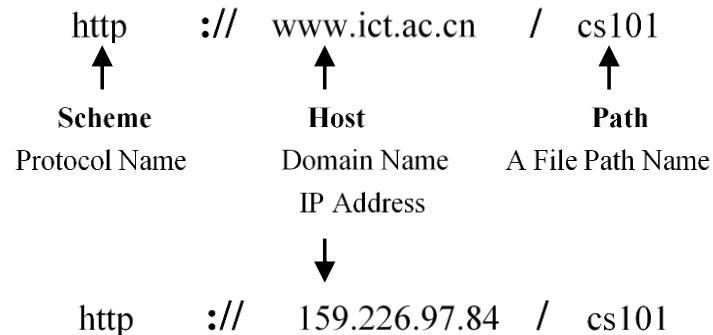 http :// www.ict.ac.cn / cs101
Scheme Host Path
Protocol Name Domain Name A File Path Name
IP Address
http :// 159.226.97.84 / cs101